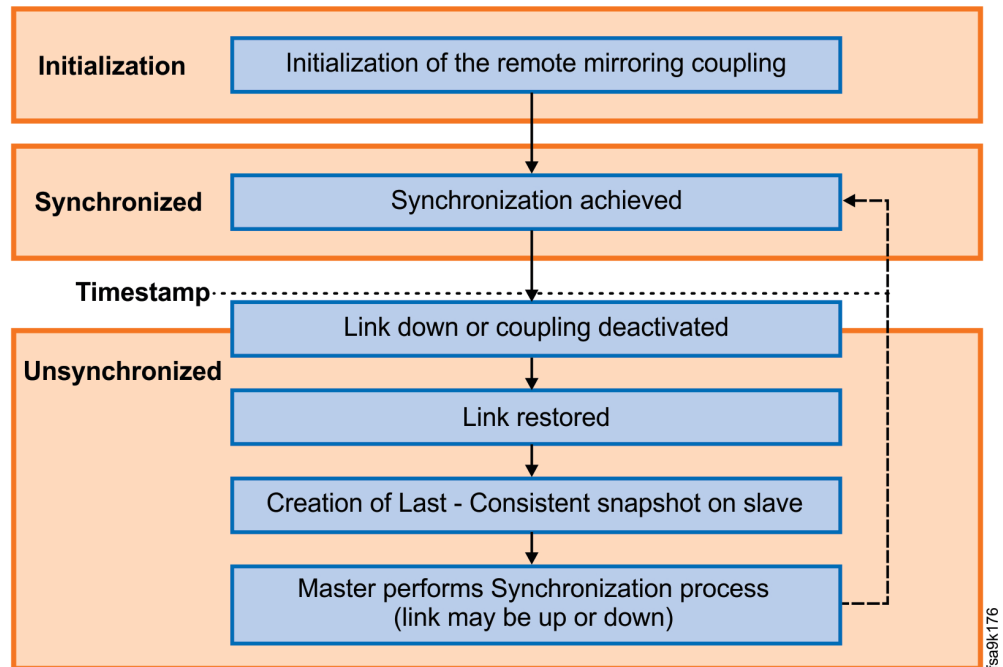 Initialization
Initialization of the remote mirroring coupling
Synchronized
Synchronization achieved
Timestamp
Link down or coupling deactivated
Unsynchronized
Link restored
Creation of Last - Consistent snapshot on slave
Master performs Synchronization process
(link may be up or down)
sa9k176